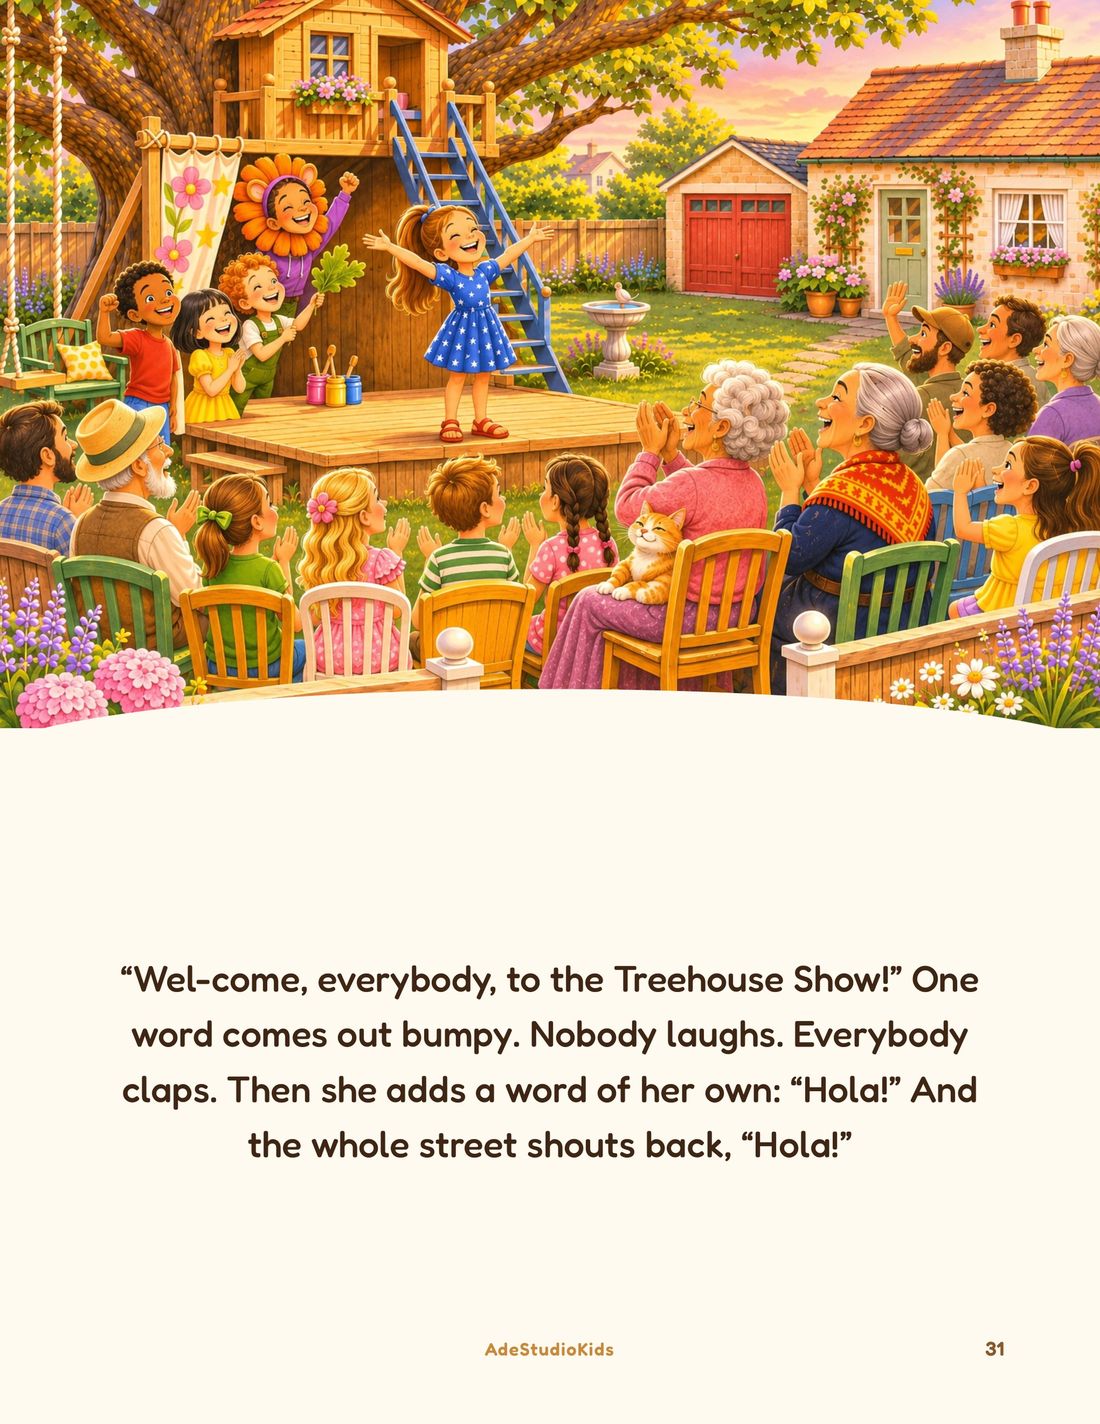 “Wel-come, everybody, to the Treehouse Show!” One
word comes out bumpy. Nobody laughs. Everybody
claps. Then she adds a word of her own: “Hola!” And
the whole street shouts back, “Hola!”
AdeStudioKids
31